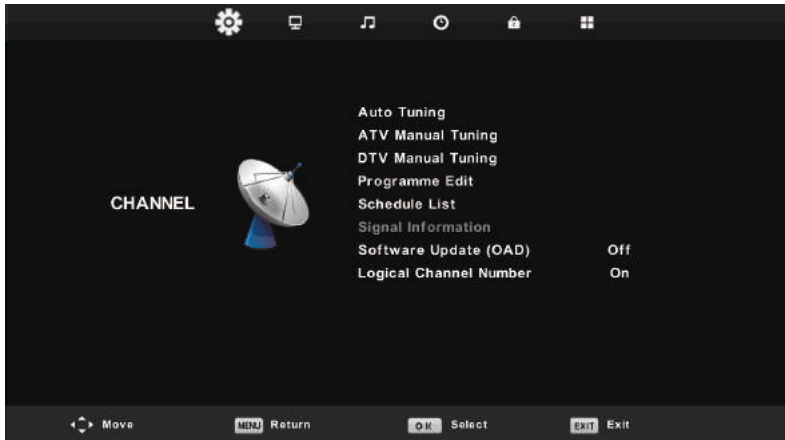 Auto Tuning
ATV Manual Tuning
DTV Manual Tuning
Programme Edit
CHANNEL
Schedule List
Signal Information
Software Update (OAD) Off
Logical Channel Number On
Move MENU Return OK Select EXIT Exit